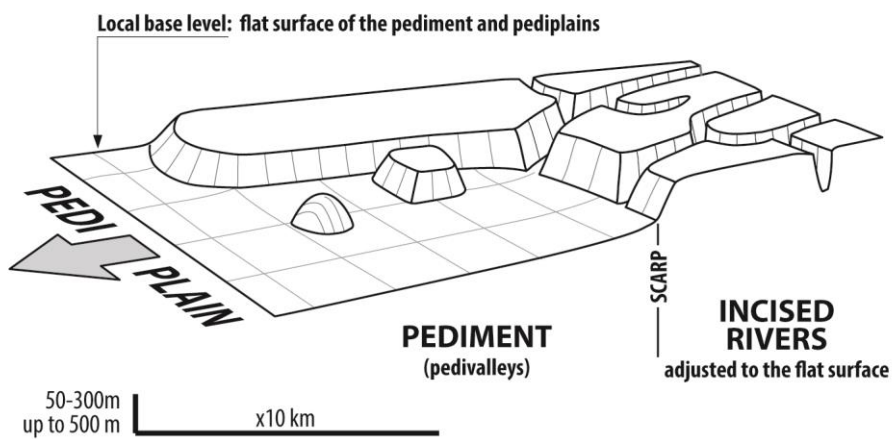 Local base level: flat surface of the pediment and pediplains
PEDI
PLAIN
PEDIMENT
(pedivalleys)
SCARP
INCISED
RIVERS
adjusted to the flat surface
50-300m
up to 500 m
x10 km